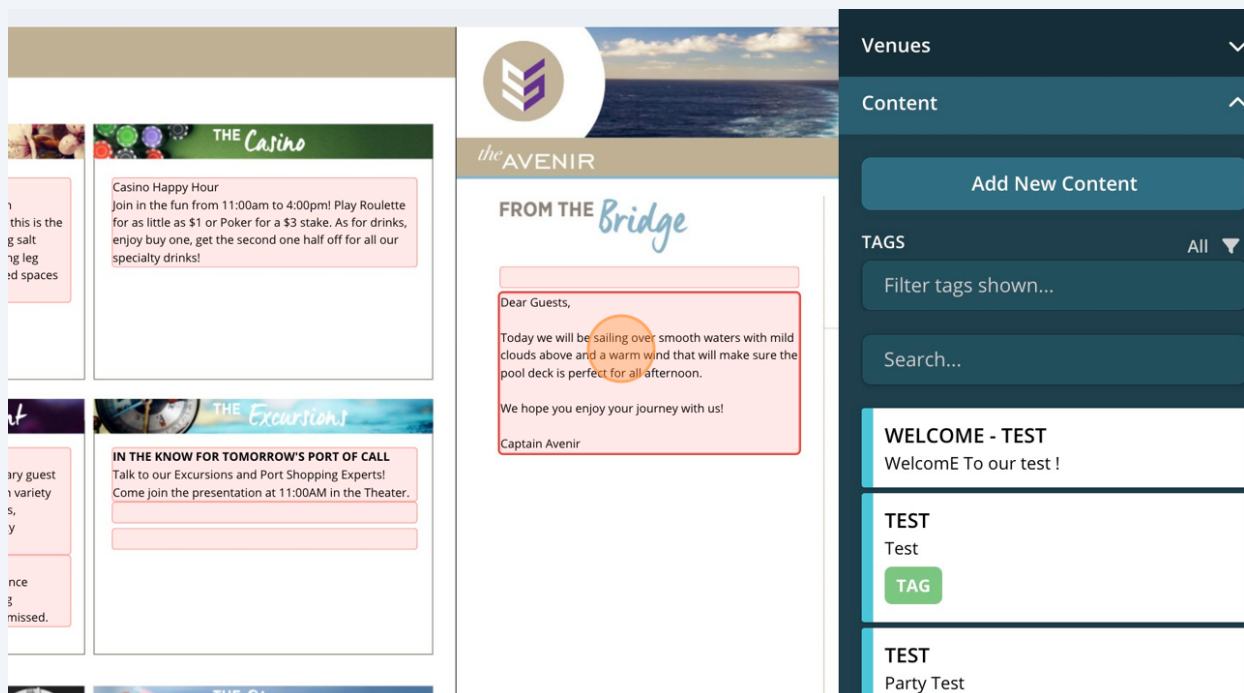 THE Casino
Casino Happy Hour
Join in the fun from 11:00am to 4:00pm! Play Roulette
for as little as $1 or Poker for a $3 stake. As for drinks,
enjoy buy one, get the second one half off for all our
specialty drinks!
this is the
g salt
ng leg
ed spaces
THE Excursions
IN THE KNOW FOR TOMORROW'S PORT OF CALL
Talk to our Excursions and Port Shopping Experts!
Come join the presentation at 11:00AM in the Theater.
ary guest
variety
s,
y
nce
g
missed.
the AVENIR
FROM THE Bridge
Dear Guests,
Today we will be sailing over smooth waters with mild
clouds above and a warm wind that will make sure the
pool deck is perfect for all afternoon.
We hope you enjoy your journey with us!
Captain Avenir
Venues
Content
Add New Content
TAGS
All
Filter tags shown...
Search...
WELCOME - TEST
WelcomE To our test !
TEST
Test
TAG
TEST
Party Test